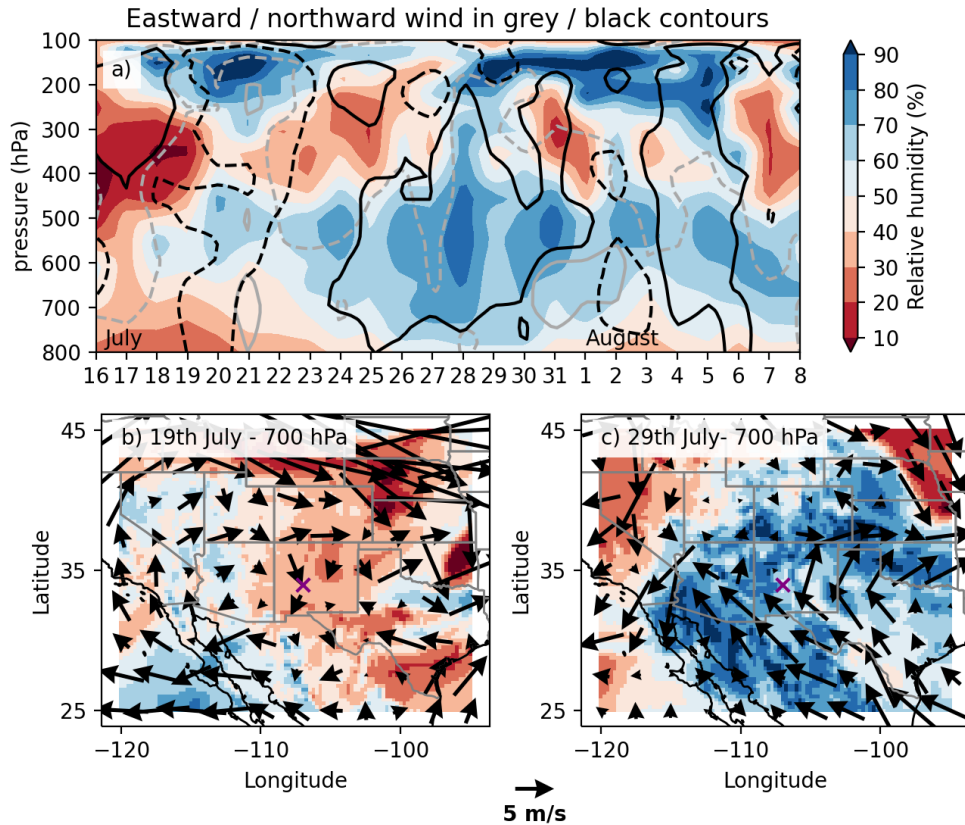 Eastward / northward wind in grey / black contours
a)
100
200
300
400
500
600
700
800
pressure (hPa)
July
August
16 17 18 19 20 21 22 23 24 25 26 27 28 29 30 31 1 2 3 4 5 6 7 8
90
80
70
60
50
40
30
20
10
Relative humidity (%)
b) 19th July - 700 hPa
45
35
25
Latitude
−120 −110 −100
Longitude
c) 29th July- 700 hPa
45
35
25
Latitude
−120 −110 −100
Longitude
5 m/s